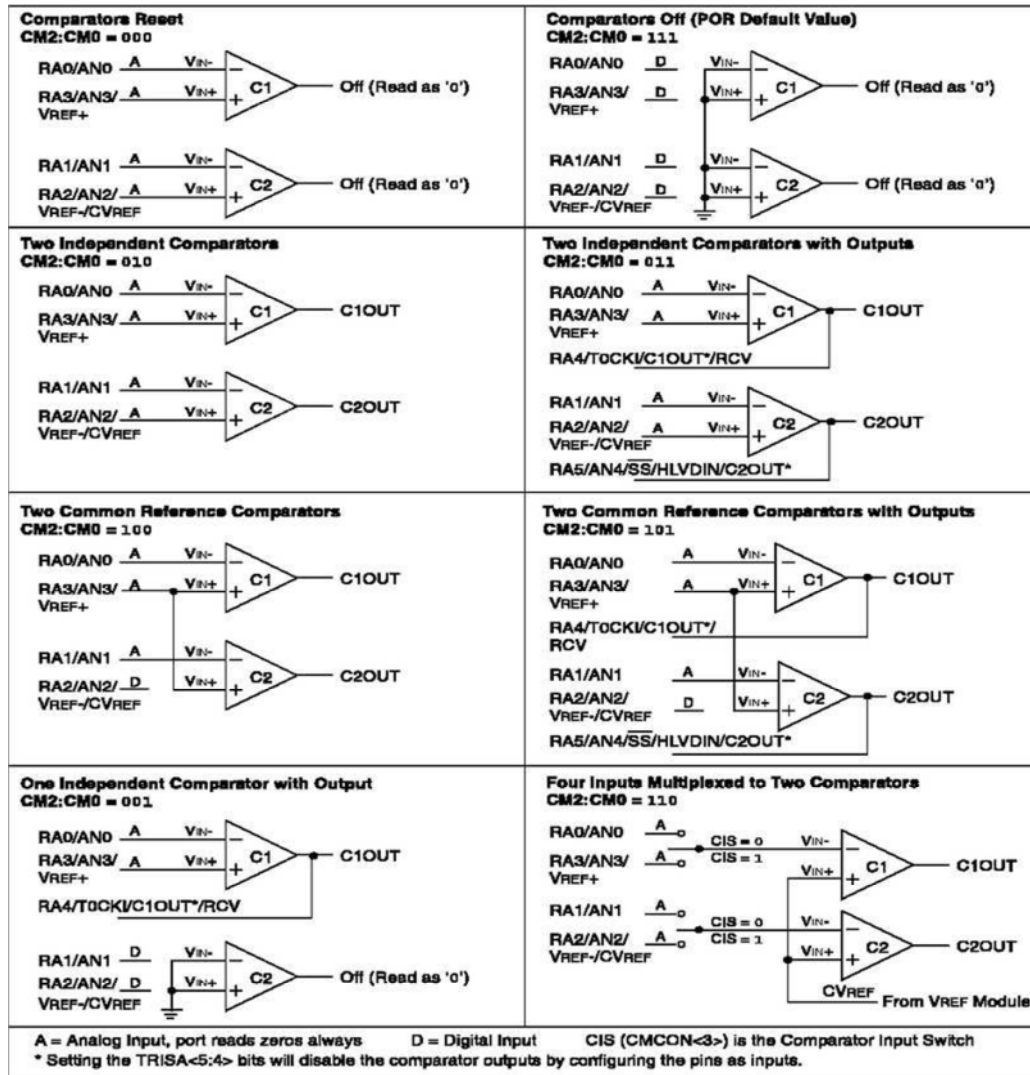 Comparators Reset
CM2:CM0 = 000
RA0/AN0 A VIN-
RA3/AN3/ A VIN+
VREF+
C1
Off (Read as '0')
RA1/AN1 A VIN-
RA2/AN2/ A VIN+
VREF-/CVREF
C2
Off (Read as '0')
Comparators Off (POR Default Value)
CM2:CM0 = 111
RA0/AN0 D VIN-
RA3/AN3/ D VIN+
VREF+
C1
Off (Read as '0')
RA1/AN1 D VIN-
RA2/AN2/ D VIN+
VREF-/CVREF
C2
Off (Read as '0')
Two Independent Comparators
CM2:CM0 = 010
RA0/AN0 A VIN-
RA3/AN3/ A VIN+
VREF+
C1
C1OUT
RA1/AN1 A VIN-
RA2/AN2/ A VIN+
VREF-/CVREF
C2
C2OUT
Two Independent Comparators with Outputs
CM2:CM0 = 011
RA0/AN0 A VIN-
RA3/AN3/ A VIN+
VREF+
C1
C1OUT
RA4/T0CKI/C1OUT*/RCV
RA1/AN1 A VIN-
RA2/AN2/ A VIN+
VREF-/CVREF
C2
C2OUT
RA5/AN4/SS/HLVDIN/C2OUT*
Two Common Reference Comparators
CM2:CM0 = 100
RA0/AN0 A VIN-
RA3/AN3/ A VIN+
VREF+
C1
C1OUT
RA1/AN1 A VIN-
RA2/AN2/ D VIN+
VREF-/CVREF
C2
C2OUT
Two Common Reference Comparators with Outputs
CM2:CM0 = 101
RA0/AN0 A VIN-
RA3/AN3/ A VIN+
VREF+
C1
C1OUT
RA4/T0CKI/C1OUT*/
RCV
RA1/AN1 A VIN-
RA2/AN2/ D VIN+
VREF-/CVREF
C2
C2OUT
RA5/AN4/SS/HLVDIN/C2OUT*
One Independent Comparator with Output
CM2:CM0 = 001
RA0/AN0 A VIN-
RA3/AN3/ A VIN+
VREF+
C1
C1OUT
RA4/T0CKI/C1OUT*/RCV
RA1/AN1 D VIN-
RA2/AN2/ D VIN+
VREF-/CVREF
C2
Off (Read as '0')
Four Inputs Multiplexed to Two Comparators
CM2:CM0 = 110
RA0/AN0 A CIS = 0 VIN-
RA3/AN3/ A CIS = 1 VIN+
VREF+
C1
C1OUT
RA1/AN1 A CIS = 0 VIN-
RA2/AN2/ A CIS = 1 VIN+
VREF-/CVREF
C2
C2OUT
CVREF
From VREF Module
A = Analog Input, port reads zeros always D = Digital Input CIS (CMCON<3>) is the Comparator Input Switch
* Setting the TRISA<5:4> bits will disable the comparator outputs by configuring the pins as inputs.